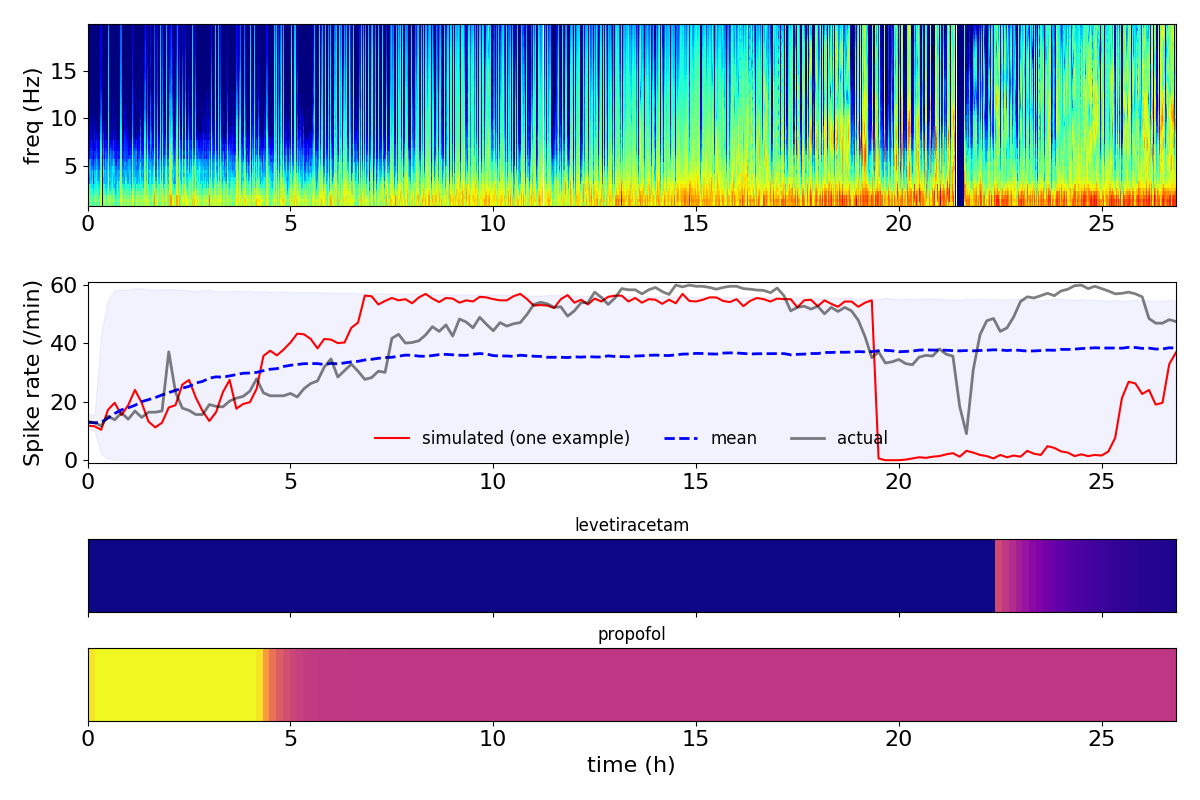 freq (Hz)
15
10
5
0 5 10 15 20 25
Spike rate (/min)
60
40
20
0
simulated (one example) mean actual
0 5 10 15 20 25
levetiracetam
propofol
0 5 10 15 20 25
time (h)